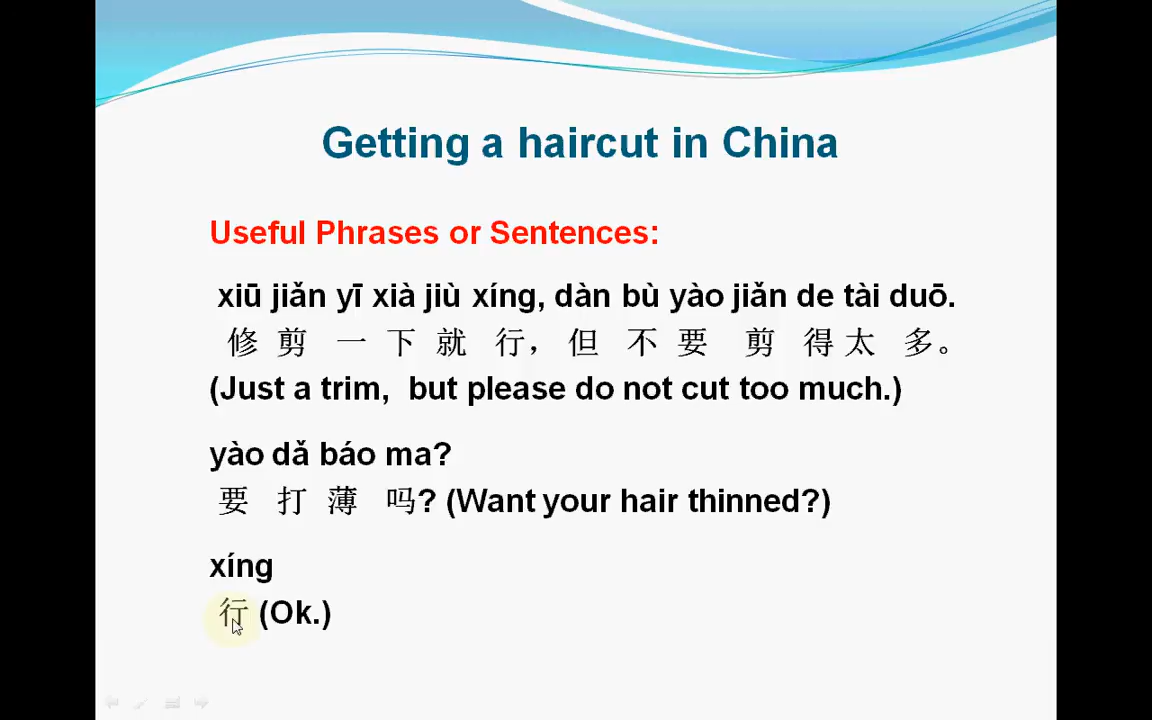 Getting a haircut in China
Useful Phrases or Sentences:
xiū jiǎn yī xià jiù xíng, dàn bù yào jiǎn de tài duō.
修 剪 一 下 就 行， 但 不 要 剪 得 太 多。
(Just a trim, but please do not cut too much.)
yào dǎ báo ma?
要 打 薄 吗? (Want your hair thinned?)
xíng
行 (Ok.)